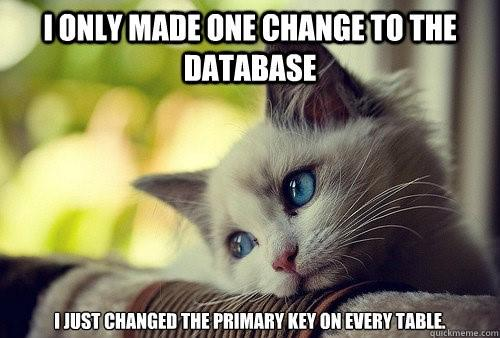 I ONLY MADE ONE CHANGE TO THE
DATABASE
I JUST CHANGED THE PRIMARY KEY ON EVERY TABLE.
quickmeme.com